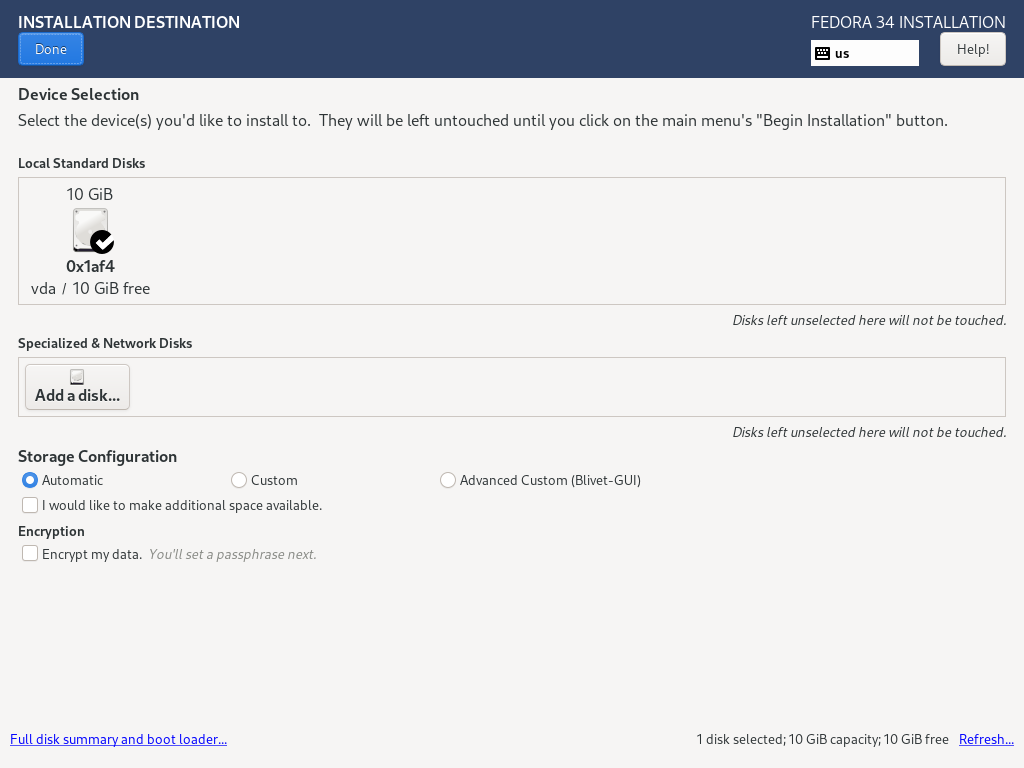 INSTALLATION DESTINATION
FEDORA 34 INSTALLATION
Done
us
Help!
Device Selection
Select the device(s) you'd like to install to.  They will be left untouched until you click on the main menu's "Begin Installation" button.
Local Standard Disks
10 GiB
0x1af4
vda / 10 GiB free
Disks left unselected here will not be touched.
Specialized & Network Disks
Add a disk...
Disks left unselected here will not be touched.
Storage Configuration
Automatic
Custom
Advanced Custom (Blivet-GUI)
I would like to make additional space available.
Encryption
Encrypt my data. You'll set a passphrase next.
Full disk summary and boot loader...
1 disk selected; 10 GiB capacity; 10 GiB free Refresh...